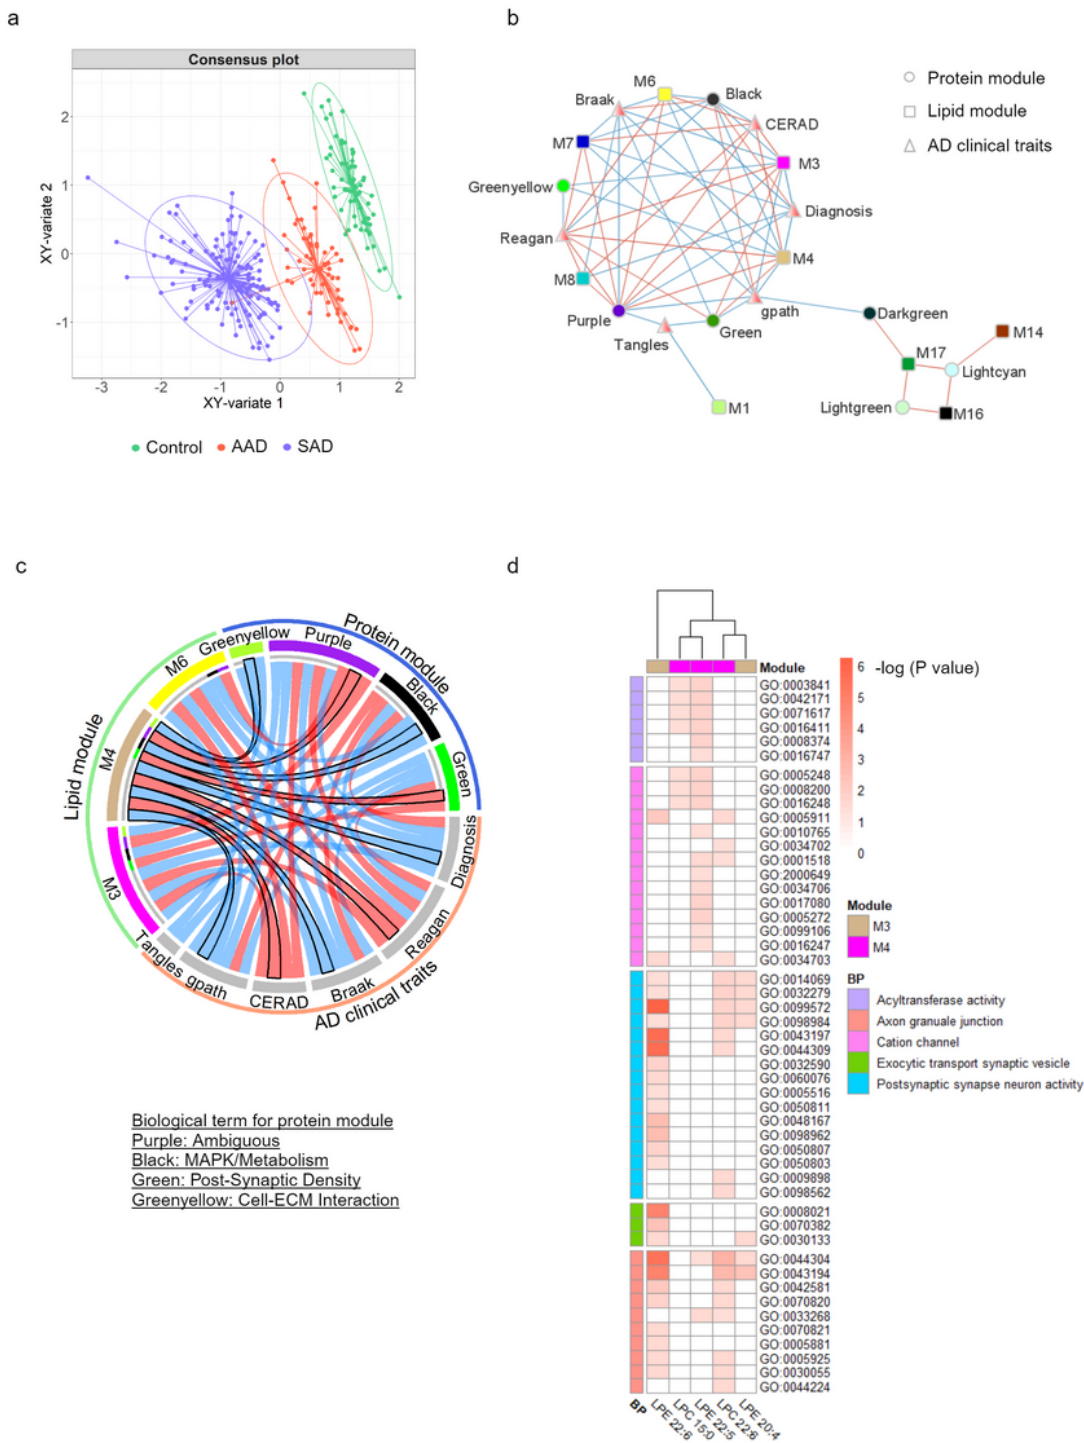 a
Consensus plot
XY-variate 2
2
1
0
-1
-3
-2
-1
0
1
2
XY-variate 1
Control
AAD
SAD
b
M6
Black
Braak
CERAD
M7
M3
Greenyellow
Diagnosis
Reagan
M4
M8
gpath
Purple
Green
Tangles
Darkgreen
M14
M17
Lightcyan
M1
Lightgreen
M16
Protein module
Lipid module
AD clinical traits
c
Protein module
Lipid module
AD clinical traits
Greenyellow
Purple
Black
Green
Diagnosis
Reagan
Braak
CERAD
gpath
Tangles
M3
M4
M6
Biological term for protein module
Purple: Ambiguous
Black: MAPK/Metabolism
Green: Post-Synaptic Density
Greenyellow: Cell-ECM Interaction
d
Module
GO:0003841
GO:0042171
GO:0071617
GO:0016411
GO:0008374
GO:0016747
GO:0005248
GO:0008200
GO:0016248
GO:0005911
GO:0010765
GO:0034702
GO:0001518
GO:2000649
GO:0034706
GO:0017080
GO:0005272
GO:0099106
GO:0016247
GO:0034703
GO:0014069
GO:0032279
GO:0099572
GO:0098984
GO:0043197
GO:0044309
GO:0032590
GO:0060076
GO:0005516
GO:0050811
GO:0048167
GO:0098962
GO:0050807
GO:0050803
GO:0009898
GO:0098562
GO:0008021
GO:0070382
GO:0030133
GO:0044304
GO:0043194
GO:0042581
GO:0070820
GO:0033268
GO:0070821
GO:0005881
GO:0005925
GO:0030055
GO:0044224
BP
LPE 22:6
LPC 15:0
LPE 22:5
LPC 22:6
LPE 20:4
6
5
4
3
2
1
0
-log (P value)
Module
M3
M4
BP
Acyltransferase activity
Axon granuale junction
Cation channel
Exocytic transport synaptic vesicle
Postsynaptic synapse neuron activity